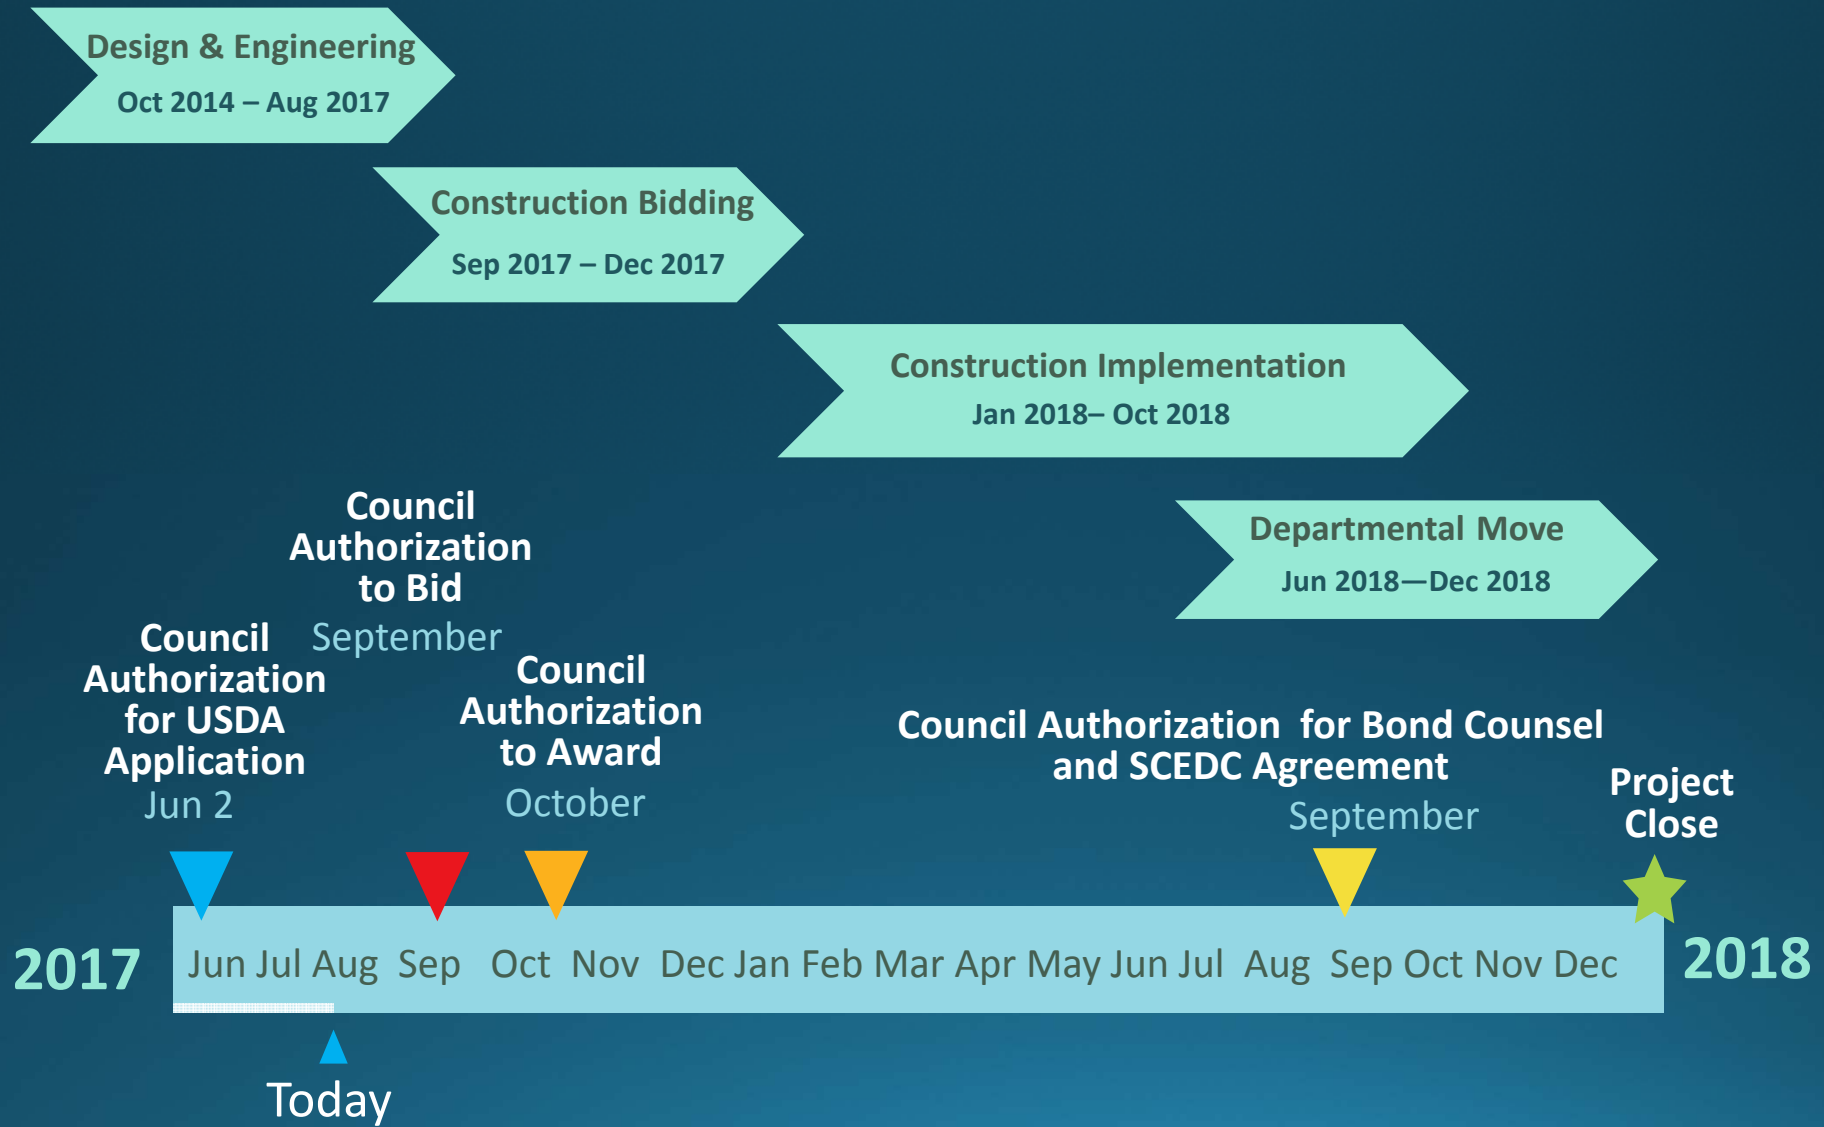 Design & Engineering
Oct 2014 – Aug 2017
Construction Bidding
Sep 2017 – Dec 2017
Construction Implementation
Jan 2018– Oct 2018
Departmental Move
Jun 2018—Dec 2018
Council
Authorization
to Bid
September
Council
Authorization
for USDA
Application
Jun 2
Council
Authorization
to Award
October
Council Authorization for Bond Counsel
and SCEDC Agreement
September
Project
Close
2017
Jun Jul Aug Sep Oct Nov Dec Jan Feb Mar Apr May Jun Jul Aug Sep Oct Nov Dec
2018
Today